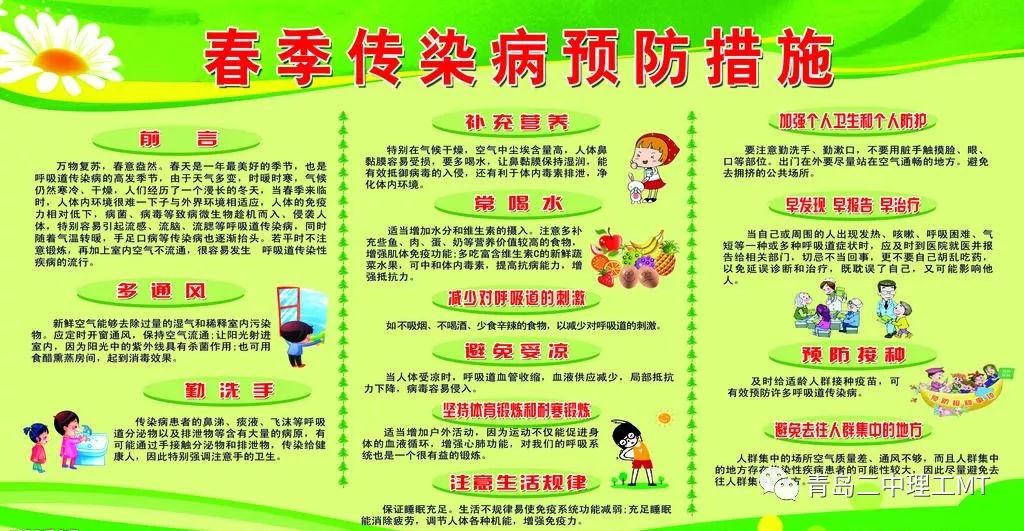 春季传染病预防措施
前言
万物复苏，春意盎然。春天是一年最美好的季节，也是
呼吸道传染病的高发季节，由于天气多变，时暖时寒，气候
仍然寒冷、干燥，人们经历了一个漫长的冬天，当春季来临
时，人体内环境很难一下子与外界环境相适应，人体的免疫
力相对低下，病菌、病毒等致病微生物趁机而入、侵袭人
体，特别容易引起流感、流脑、流腮等呼吸道传染病，同时
随着气温转暖，手足口病等传染病也逐渐抬头。若平时不注
意锻炼，再加上室内空气不流通，很容易发生 呼吸道传染性
疾病的流行。
多通风
新鲜空气能够去除过量的湿气和稀释室内污染
物。应定时开窗通风，保持空气流通;让阳光射进
室内，因为阳光中的紫外线具有杀菌作用;也可用
食醋熏蒸房间，起到消毒效果。
勤洗手
传染病患者的鼻涕、痰液、飞沫等呼吸
道分泌物以及排泄物等含有大量的病原，有
可能通过手接触分泌物和排泄物，传染给健
康人，因此特别强调注意手的卫生。
补充营养
特别在气候干燥，空气中尘埃含量高，人体鼻
黏膜容易受损，要多喝水，让鼻黏膜保持湿润，能
有效抵御病毒的入侵，还有利于体内毒素排泄，净
化体内环境。
常喝水
适当增加水分和维生素的摄入。注意多补
充些鱼、肉、蛋、奶等营养价值较高的食物，
增强肌体免疫功能;多吃富含维生素C的新鲜蔬
菜水果，可中和体内毒素，提高抗病能力，增
强抵抗力。
减少对呼吸道的刺激
如不吸烟、不喝酒、少食辛辣的食物，以减少对呼吸道的刺激。
避免受凉
当人体受凉时，呼吸道血管收缩，血液供应减少，局部抵抗
力下降，病毒容易侵入。
坚持体育锻炼和耐寒锻炼
适当增加户外活动，因为运动不仅能促进身
体的血液循环，增强心肺功能，对我们的呼吸系
统也是一个很有益的锻炼。
注意生活规律
保证睡眠充足。生活不规律易使免疫系统功能减弱;充足睡眠
能消除疲劳，调节人体各种机能，增强免疫力。
加强个人卫生和个人防护
要注意勤洗手、勤漱口，不要用脏手触摸脸、眼、
口等部位。出门在外要尽量站在空气通畅的地方。避免
去拥挤的公共场所。
早发现 早报告 早治疗
当自己或周围的人出现发热、咳嗽、呼吸困难、气
短等一种或多种呼吸道症状时，应及时到医院就医并报
告给相关部门，切忌不当回事，更不要自己胡乱吃药，
以免延误诊断和治疗，既耽误了自己，又可能影响他
人。
预防接种
及时给适龄人群接种疫苗，可
有效预防许多呼吸道传染病。
避免去往人群集中的地方
人群集中的场所空气质量差、通风不够，而且人群集中
的地方存在
染性疾病患者的可能性较大，因此尽量避免去
往人群集
方
青岛二中理工MT